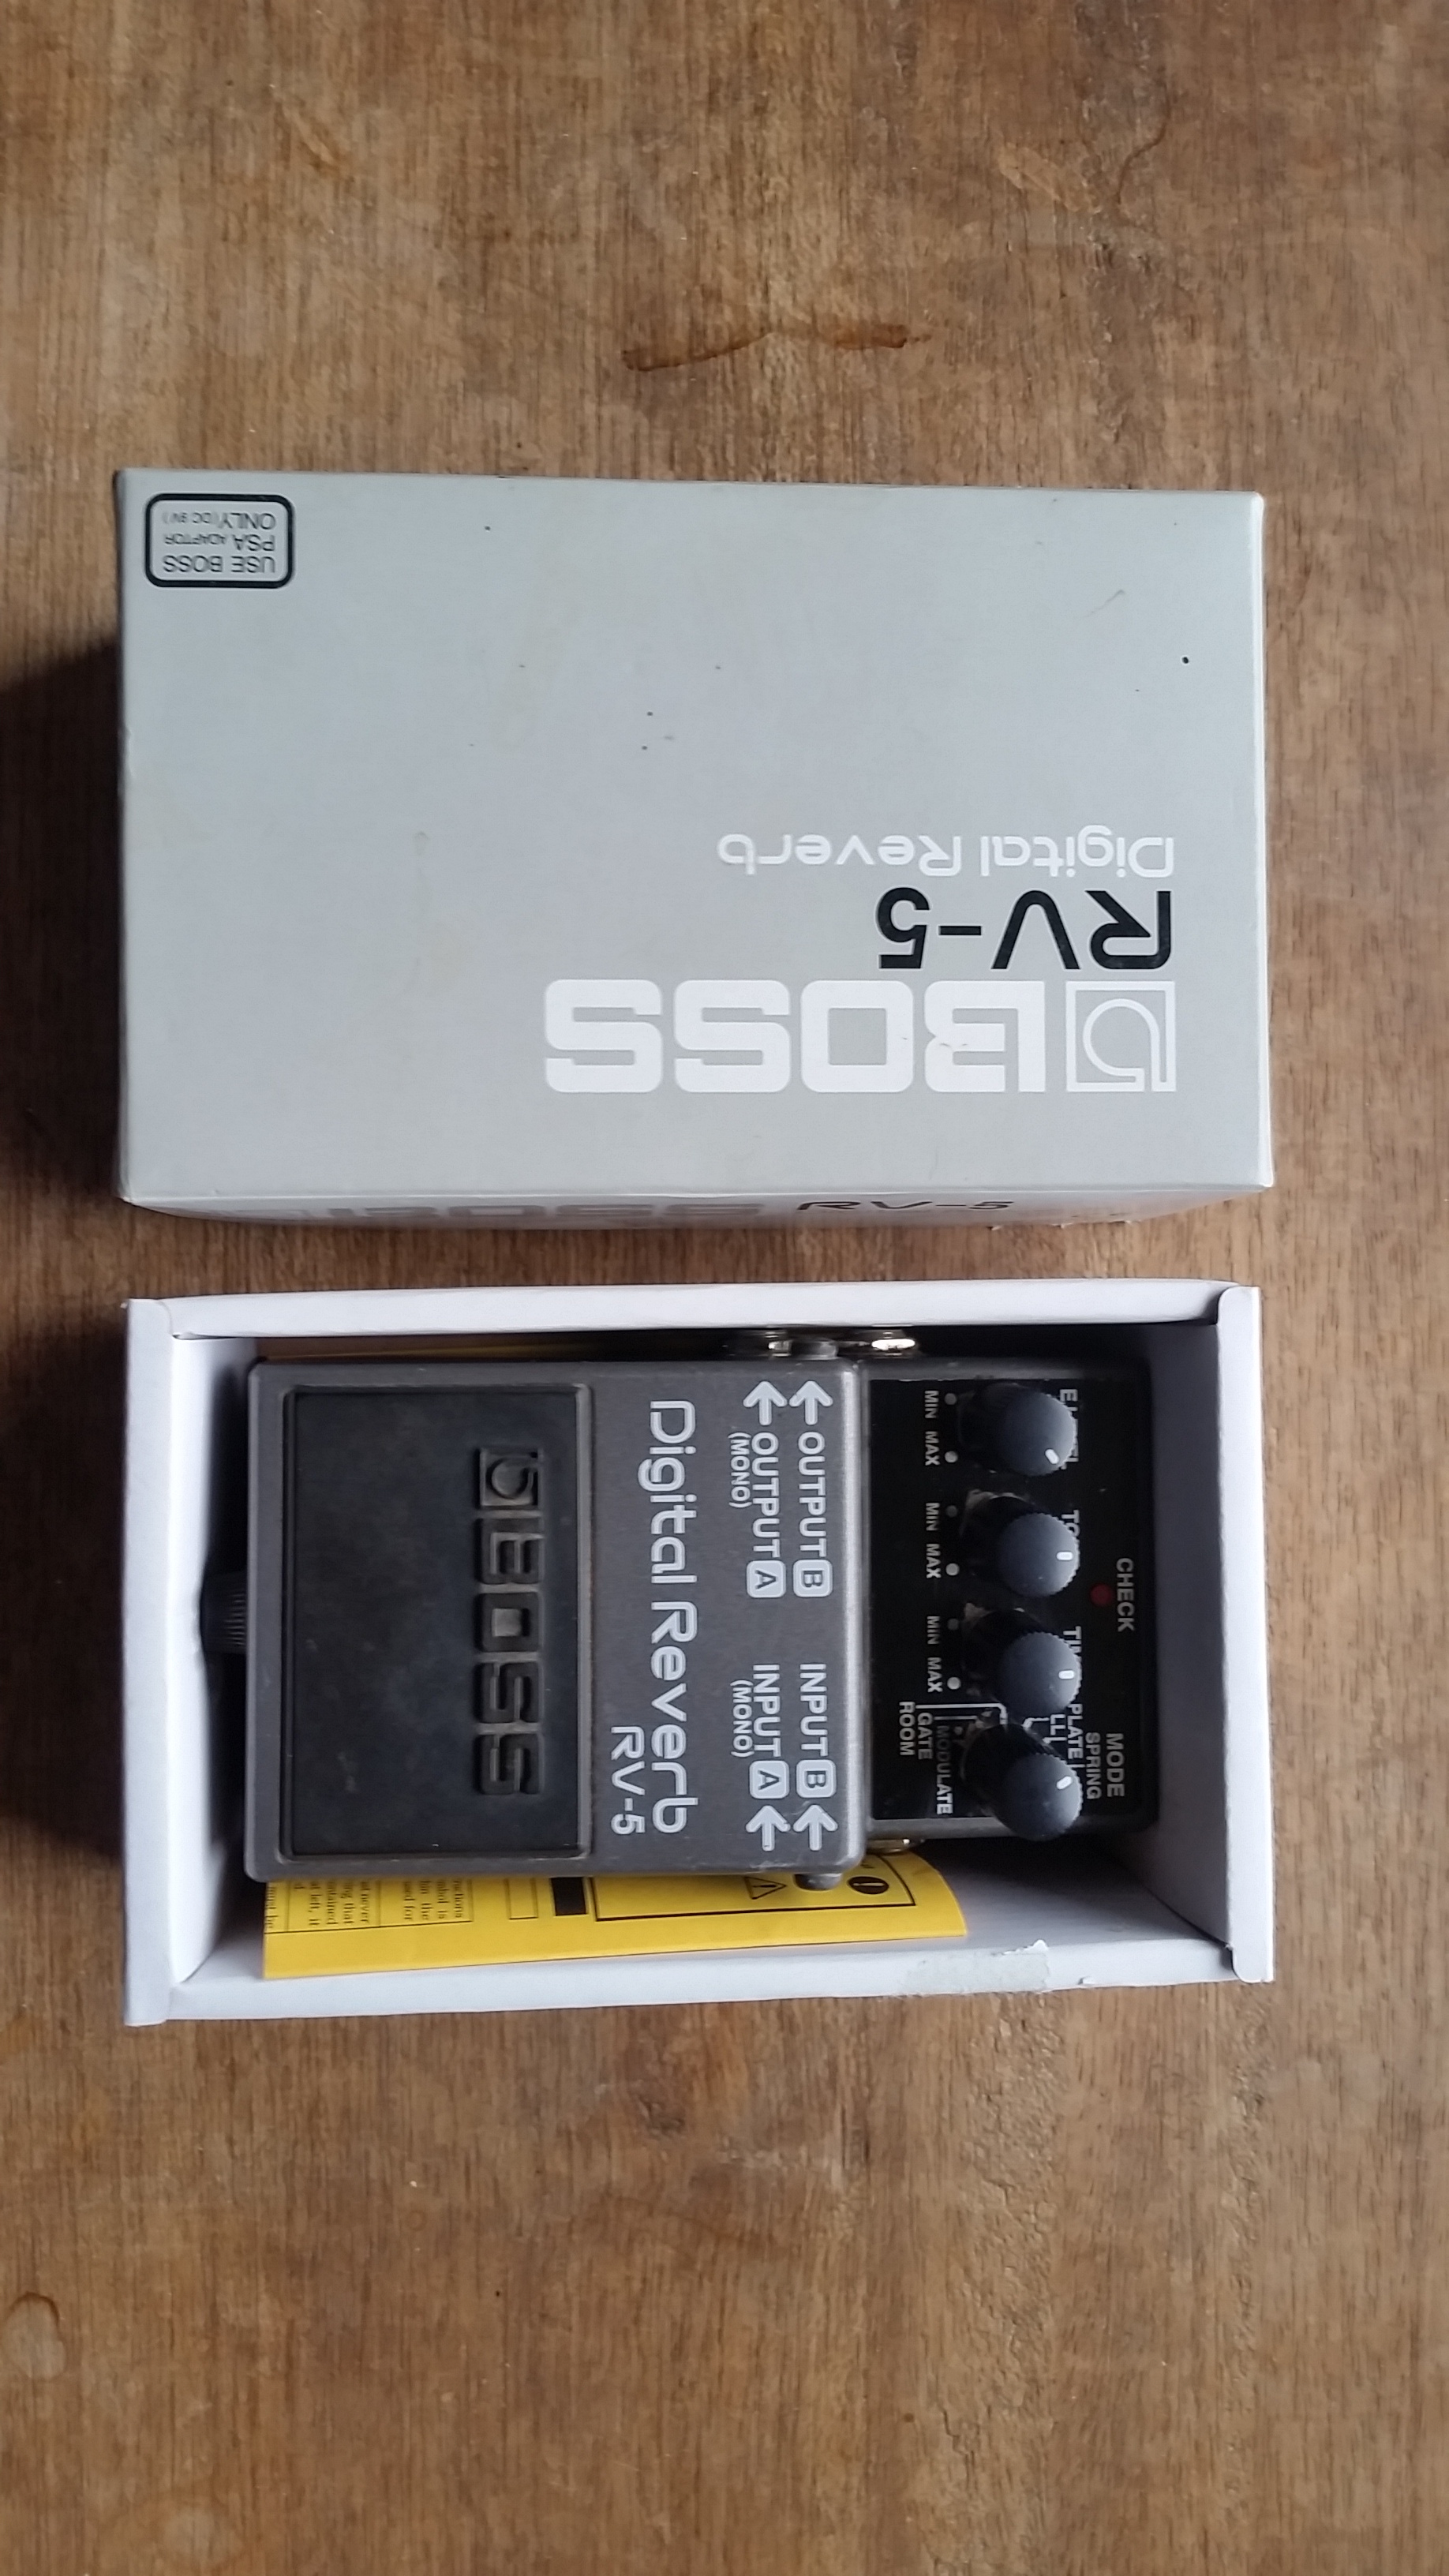 USE BOSS
PSA ADAPTOR
ONLY(DC 9V)
BOSS
RV-5
Digital Reverb
BOSS RV-5
CHECK
MODE
SPRING
PLATE
MODULATE
GATE
ROOM
MIN MAX
MIN MAX
MIN MAX
OUTPUT B
INPUT B
OUTPUT A
INPUT A
(MONO)
(MONO)
Digital Reverb
RV-5
BOSS